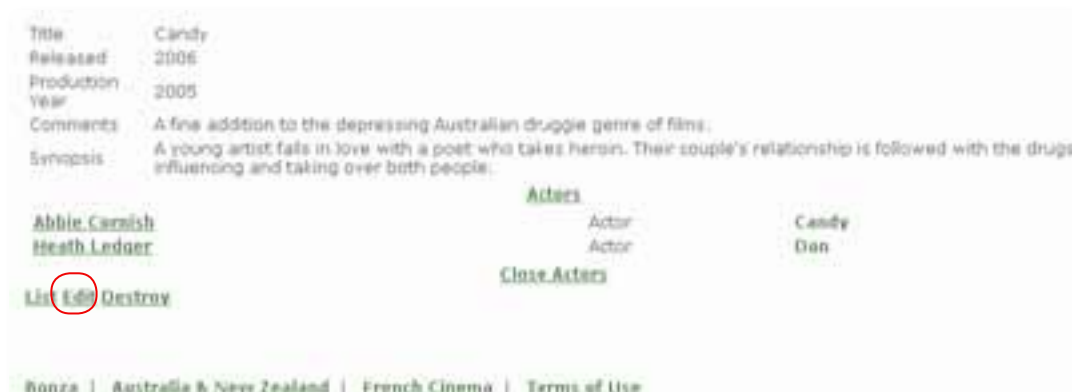 Title Candy
Released 2006
Production Year 2005
Comments A fine addition to the depressing Australian druggie genre of films.
Synopsis A young artist falls in love with a poet who takes heroin. Their couple's relationship is followed with the drugs
influencing and taking over both people.
Actors
Abbie Cornish Actor Candy
Heath Ledger Actor Dan
Close Actors
List Edit Destroy
Bonza | Australia & New Zealand | French Cinema | Terms of Use